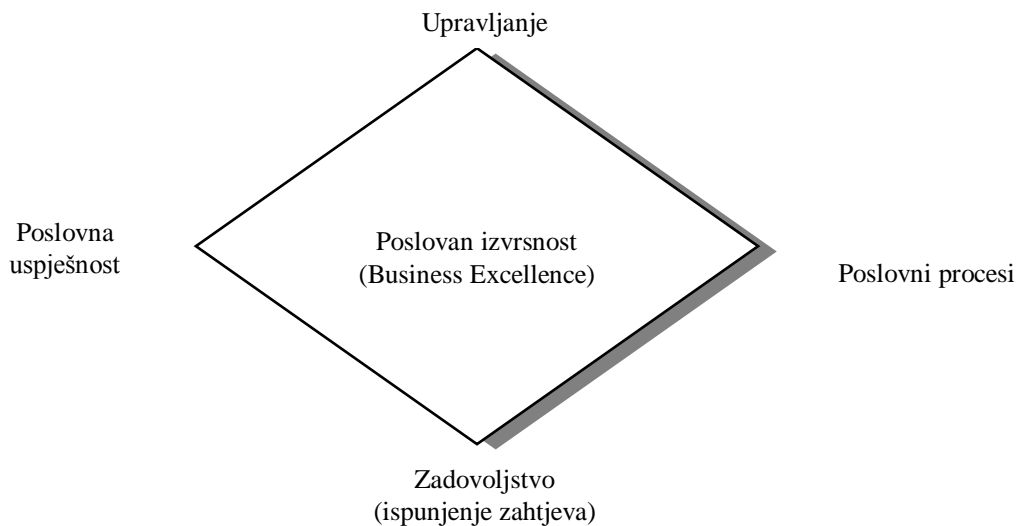 Upravljanje
Poslovna
uspješnost
Poslovan izvrsnost
(Business Excellence)
Poslovni procesi
Zadovoljstvo
(ispunjenje zahtjeva)